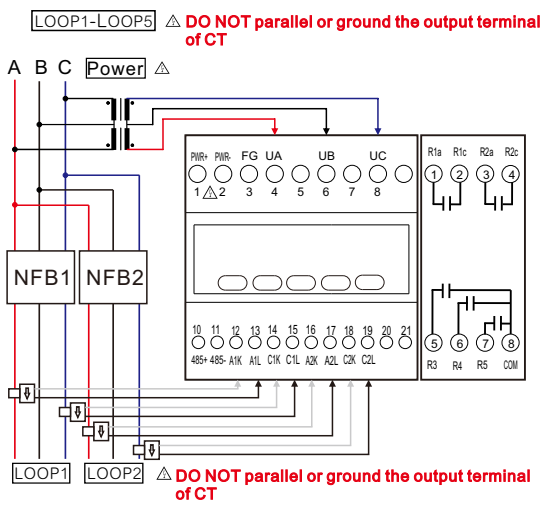 LOOP1-LOOP5 ⚠ DO NOT parallel or ground the output terminal
of CT
A B C Power ⚠
PWR+ PWR- FG UA UB UC
1 ⚠ 2 3 4 5 6 7 8
R1a R1c R2a R2c
1 2 3 4
NFB1 NFB2
10 11 12 13 14 15 16 17 18 19 20 21
485+ 485- A1K A1L C1K C1L A2K A2L C2K C2L
5 6 7 8
R3 R4 R5 COM
LOOP1 LOOP2 ⚠ DO NOT parallel or ground the output terminal
of CT